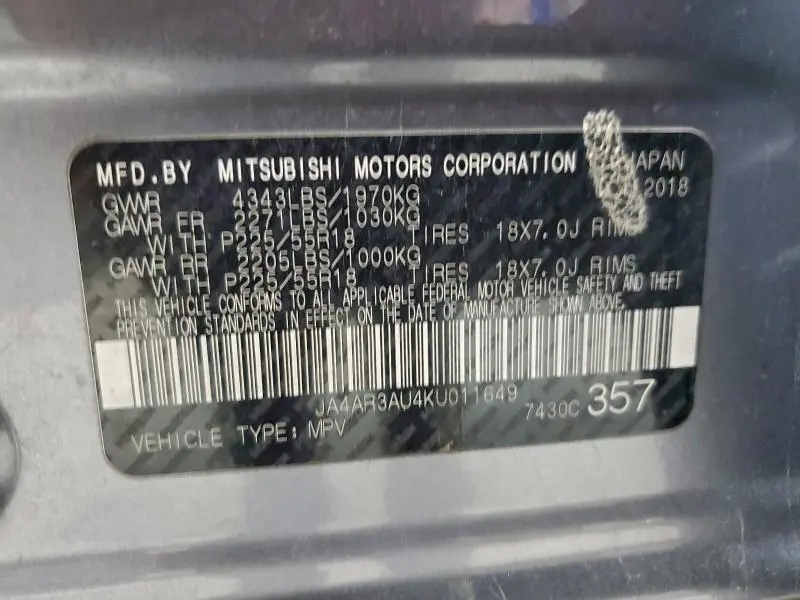 MFD.BY MITSUBISHI MOTORS CORPORATION JAPAN
GVWR 4343LBS/1970KG 2018
GAWR FR 2271LBS/1030KG
WITH P225/55R18 TIRES 18X7.0J RIMS
GAWR RR 2205LBS/1000KG
WITH P225/55R18 TIRES 18X7.0J RIMS
THIS VEHICLE CONFORMS TO ALL APPLICABLE FEDERAL MOTOR VEHICLE SAFETY AND THEFT
PREVENTION STANDARDS IN EFFECT ON THE DATE OF MANUFACTURE SHOWN ABOVE.
JA4AR3AU4KU011649
7430C 357
VEHICLE TYPE: MPV